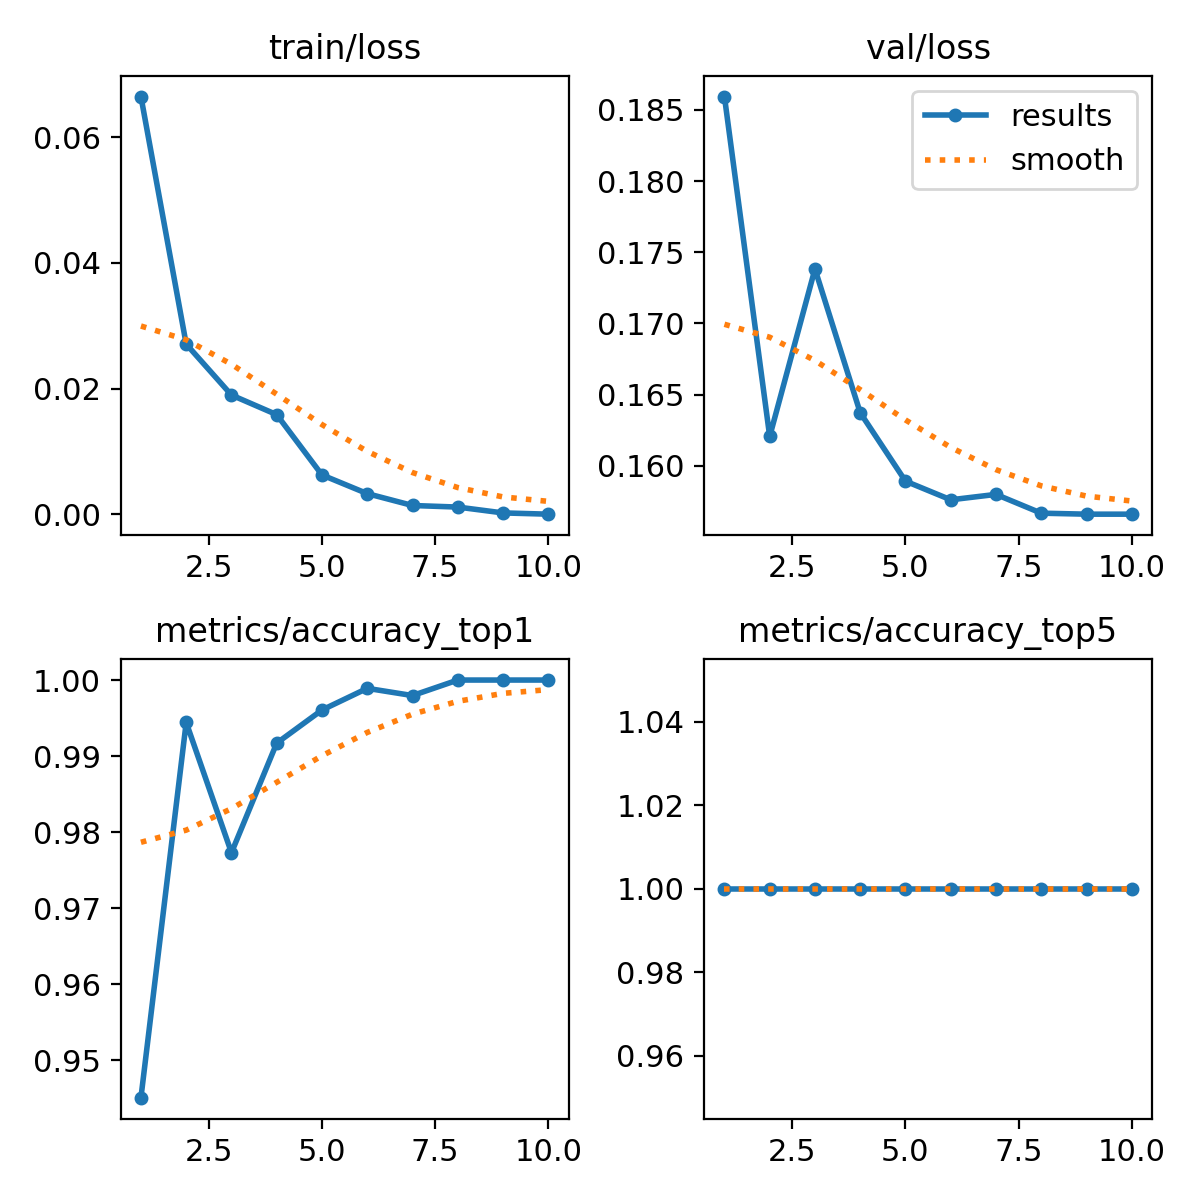 train/loss
0.06
0.04
0.02
0.00
2.5 5.0 7.5 10.0
val/loss
results
smooth
0.185
0.180
0.175
0.170
0.165
0.160
2.5 5.0 7.5 10.0
metrics/accuracy_top1
1.00
0.99
0.98
0.97
0.96
0.95
2.5 5.0 7.5 10.0
metrics/accuracy_top5
1.04
1.02
1.00
0.98
0.96
2.5 5.0 7.5 10.0